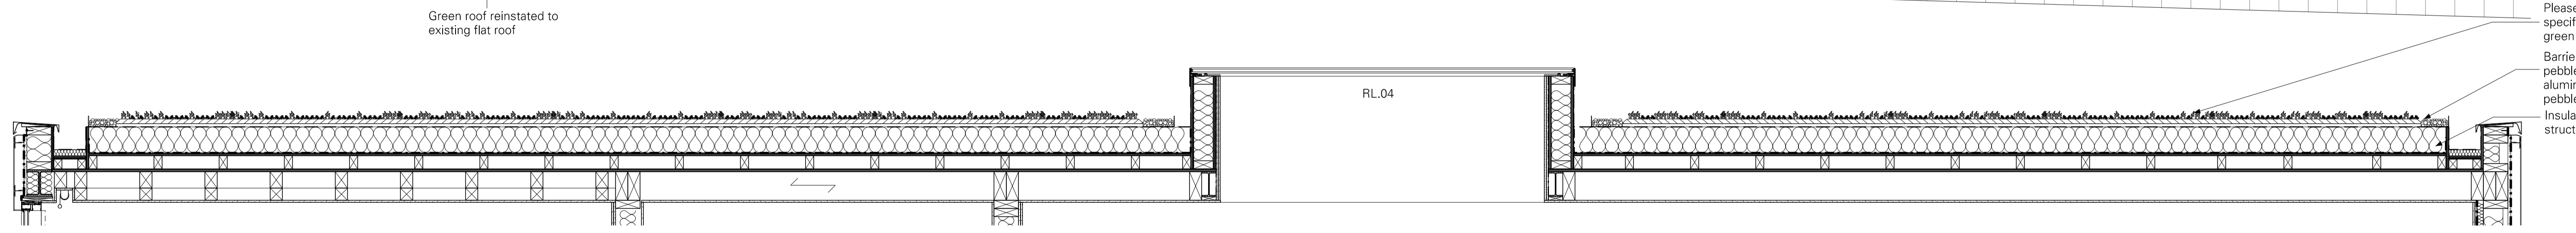 Green roof reinstated to
existing flat roof
RL.04
Please
specif
green
Barrie
pebble
alumin
pebble
Insula
struct